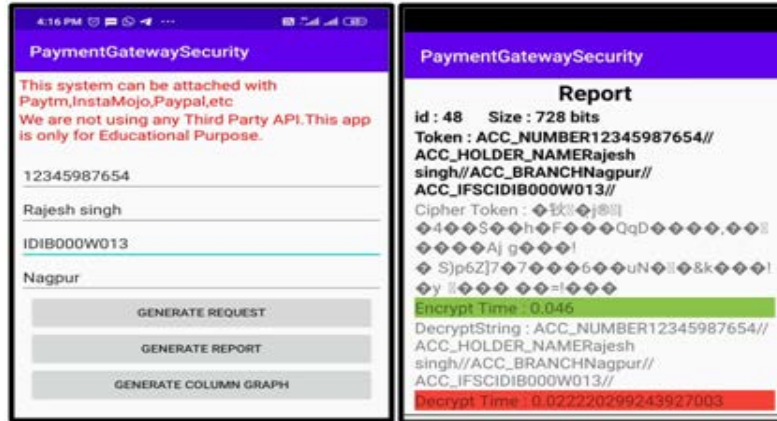 4:16 PM
PaymentGatewaySecurity
This system can be attached with
Paytm,InstaMojo,Paypal,etc
We are not using any Third Party API.This app
is only for Educational Purpose.
12345987654
Rajesh singh
IDIB000W013
Nagpur
GENERATE REQUEST
GENERATE REPORT
GENERATE COLUMN GRAPH
PaymentGatewaySecurity
Report
id : 48 Size : 728 bits
Token : ACC_NUMBER12345987654//
ACC_HOLDER_NAMERajesh
singh//ACC_BRANCHNagpur//
ACC_IFSCIDIB000W013//
Cipher Token :
Encrypt Time : 0.046
DecryptString : ACC_NUMBER12345987654//
ACC_HOLDER_NAMERajesh
singh//ACC_BRANCHNagpur//
ACC_IFSCIDIB000W013//
Decrypt Time : 0.022220299243927003